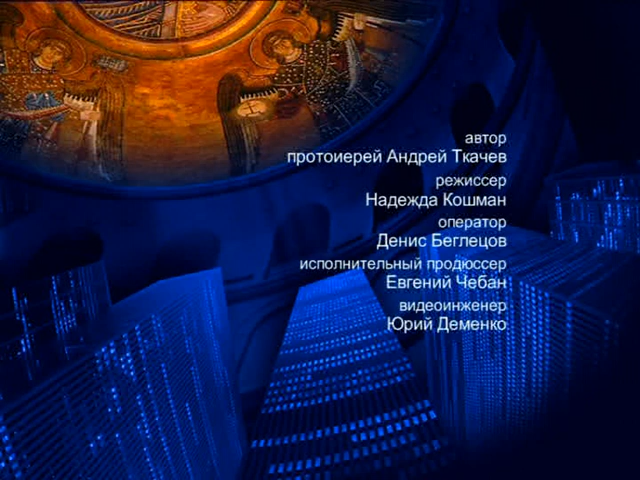 автор
протоиерей Андрей Ткачев
режиссер
Надежда Кошман
оператор
Денис Беглецов
исполнительный продюссер
Евгений Чебан
видеоинженер
Юрий Деменко